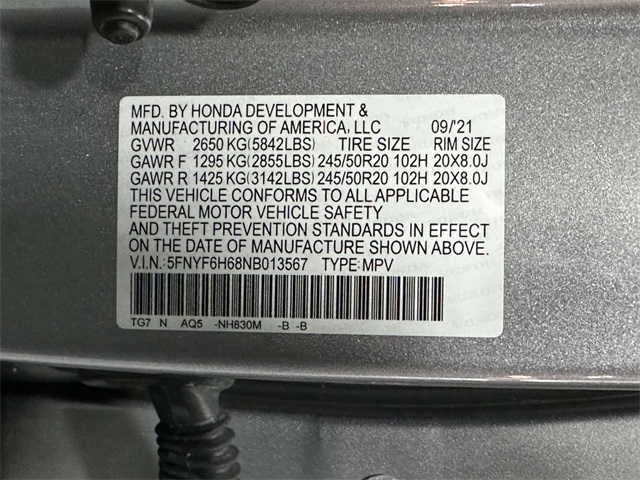 MFD. BY HONDA DEVELOPMENT &
MANUFACTURING OF AMERICA, LLC 09/'21
GVWR 2650 KG(5842LBS) TIRE SIZE RIM SIZE
GAWR F 1295 KG(2855LBS) 245/50R20 102H 20X8.0J
GAWR R 1425 KG(3142LBS) 245/50R20 102H 20X8.0J
THIS VEHICLE CONFORMS TO ALL APPLICABLE
FEDERAL MOTOR VEHICLE SAFETY
AND THEFT PREVENTION STANDARDS IN EFFECT
ON THE DATE OF MANUFACTURE SHOWN ABOVE.
V.I.N.:5FNYF6H68NB013567 TYPE:MPV
TG7 N AQ5 -NH830M -B -B